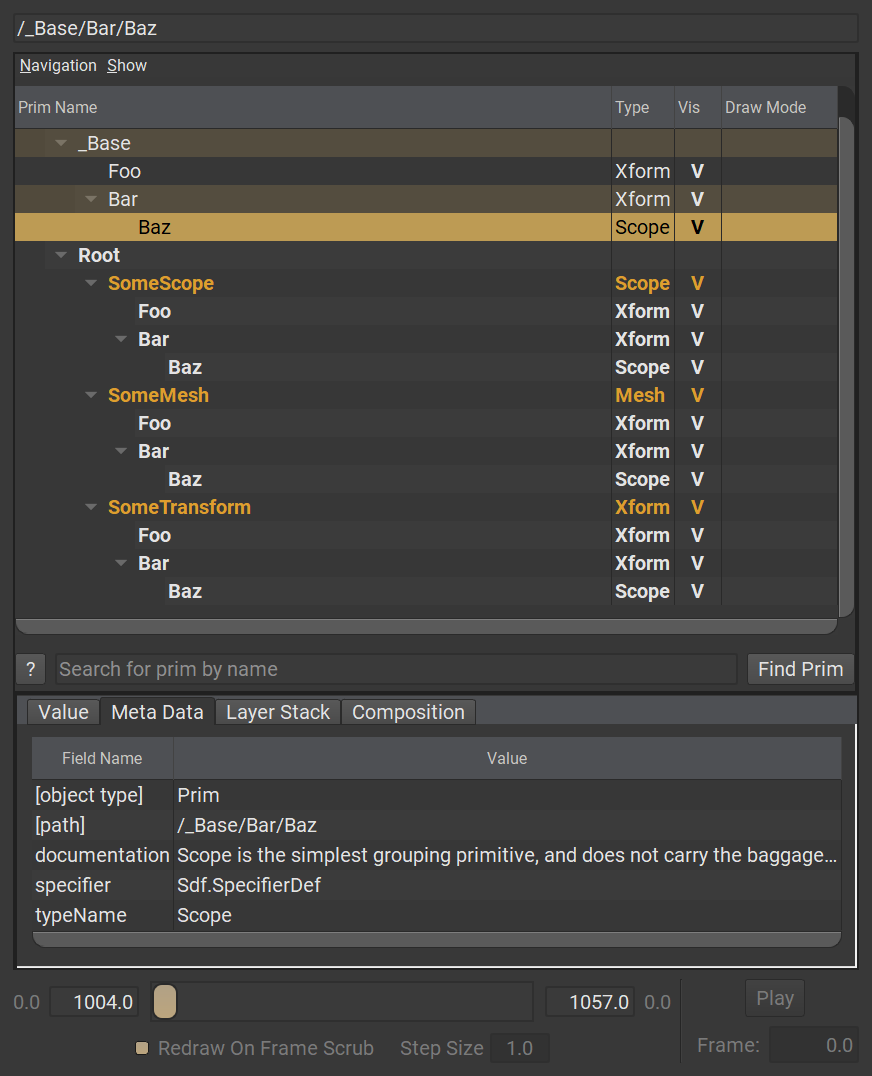 /_Base/Bar/Baz
Navigation Show
Prim Name Type Vis Draw Mode
_Base
Foo Xform V
Bar Xform V
Baz Scope V
Root
SomeScope Scope V
Foo Xform V
Bar Xform V
Baz Scope V
SomeMesh Mesh V
Foo Xform V
Bar Xform V
Baz Scope V
SomeTransform Xform V
Foo Xform V
Bar Xform V
Baz Scope V
? Search for prim by name Find Prim
Value Meta Data Layer Stack Composition
Field Name Value
[object type] Prim
[path] /_Base/Bar/Baz
documentation Scope is the simplest grouping primitive, and does not carry the baggage...
specifier Sdf.SpecifierDef
typeName Scope
0.0 1004.0 1057.0 0.0 Play
Redraw On Frame Scrub Step Size 1.0 Frame: 0.0